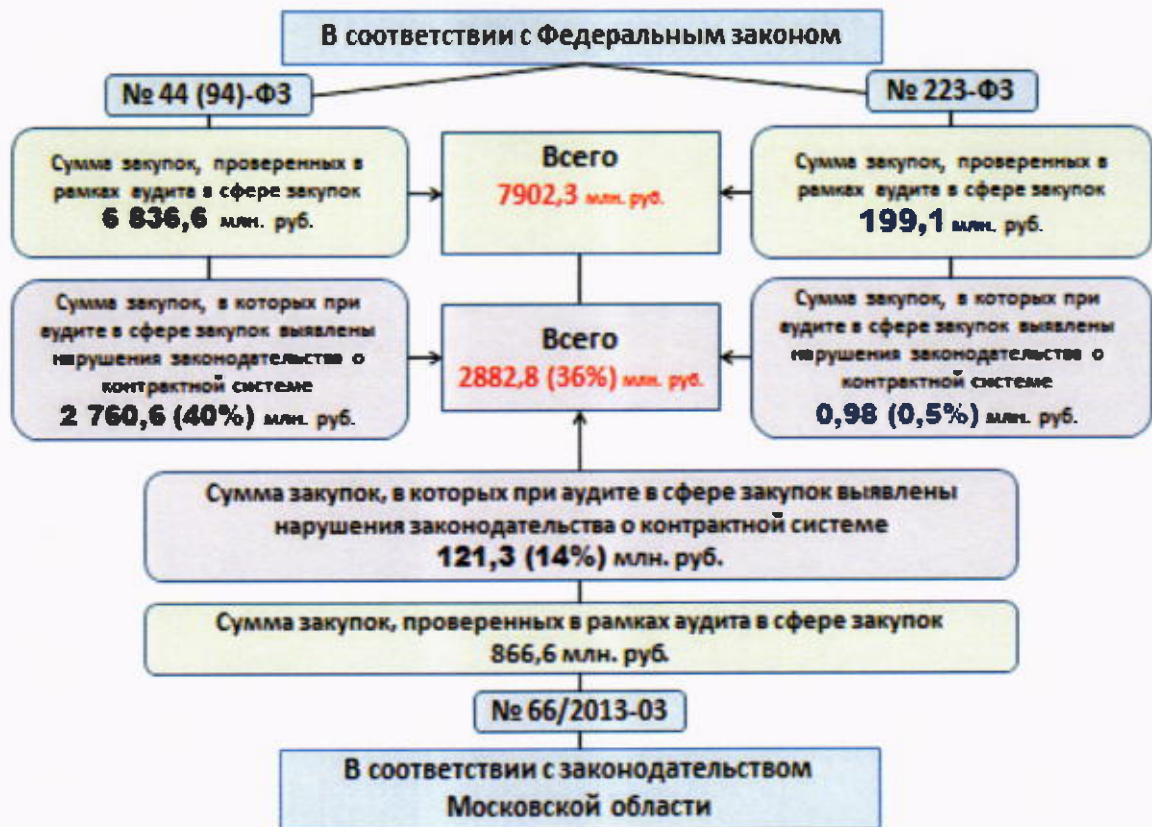 В соответствии с Федеральным законом
№ 44 (94)-ФЗ
№ 223-ФЗ
Сумма закупок, проверенных в
рамках аудита в сфере закупок
6 836,6 млн. руб.
Всего
7902,3 млн. руб.
Сумма закупок, проверенных в
рамках аудита в сфере закупок
199,1 млн. руб.
Сумма закупок, в которых при
аудите в сфере закупок выявлены
нарушения законодательства о
контрактной системе
2 760,6 (40%) млн. руб.
Всего
2882,8 (36%) млн. руб.
Сумма закупок, в которых при
аудите в сфере закупок выявлены
нарушения законодательства о
контрактной системе
0,98 (0,5%) млн. руб.
Сумма закупок, в которых при аудите в сфере закупок выявлены
нарушения законодательства о контрактной системе
121,3 (14%) млн. руб.
Сумма закупок, проверенных в рамках аудита в сфере закупок
866,6 млн. руб.
№ 66/2013-ОЗ
В соответствии с законодательством
Московской области